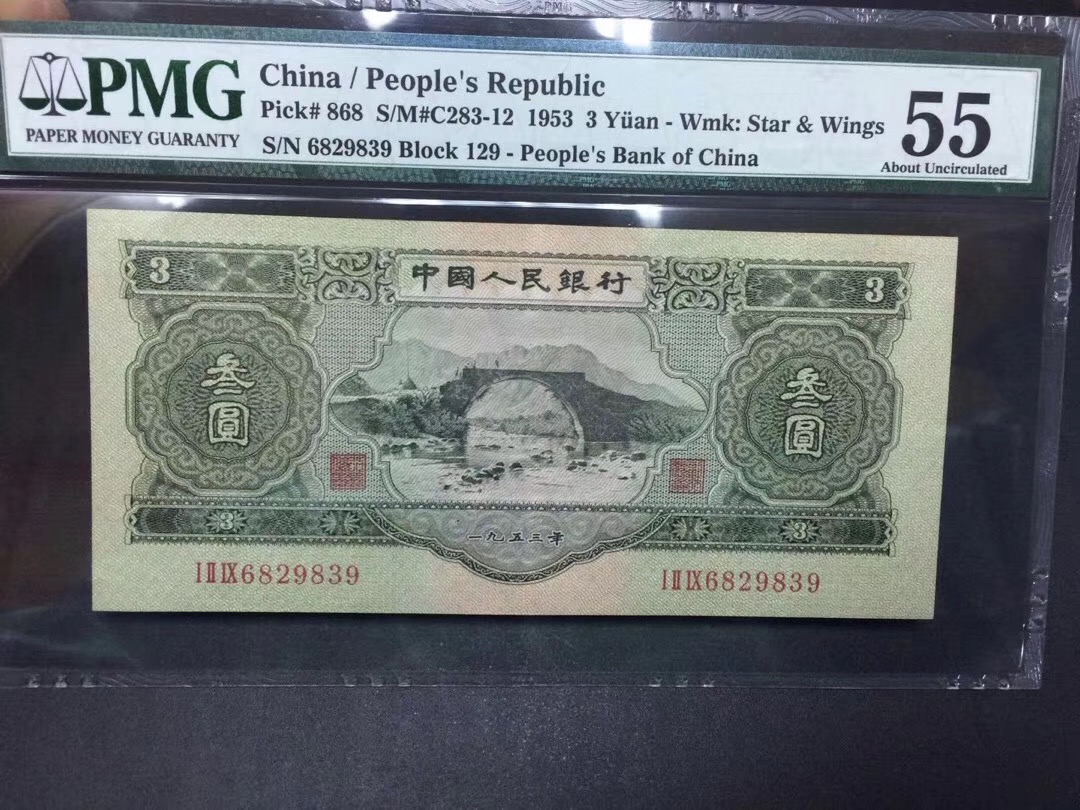 PMG
PAPER MONEY GUARANTY
China / People's Republic
Pick# 868 S/M#C283-12 1953 3 Yüan - Wmk: Star & Wings
S/N 6829839 Block 129 - People's Bank of China
55
About Uncirculated
3
中國人民銀行
3
叁圓
叁圓
3
一九五三年
3
I II IX 6829839
I II IX 6829839